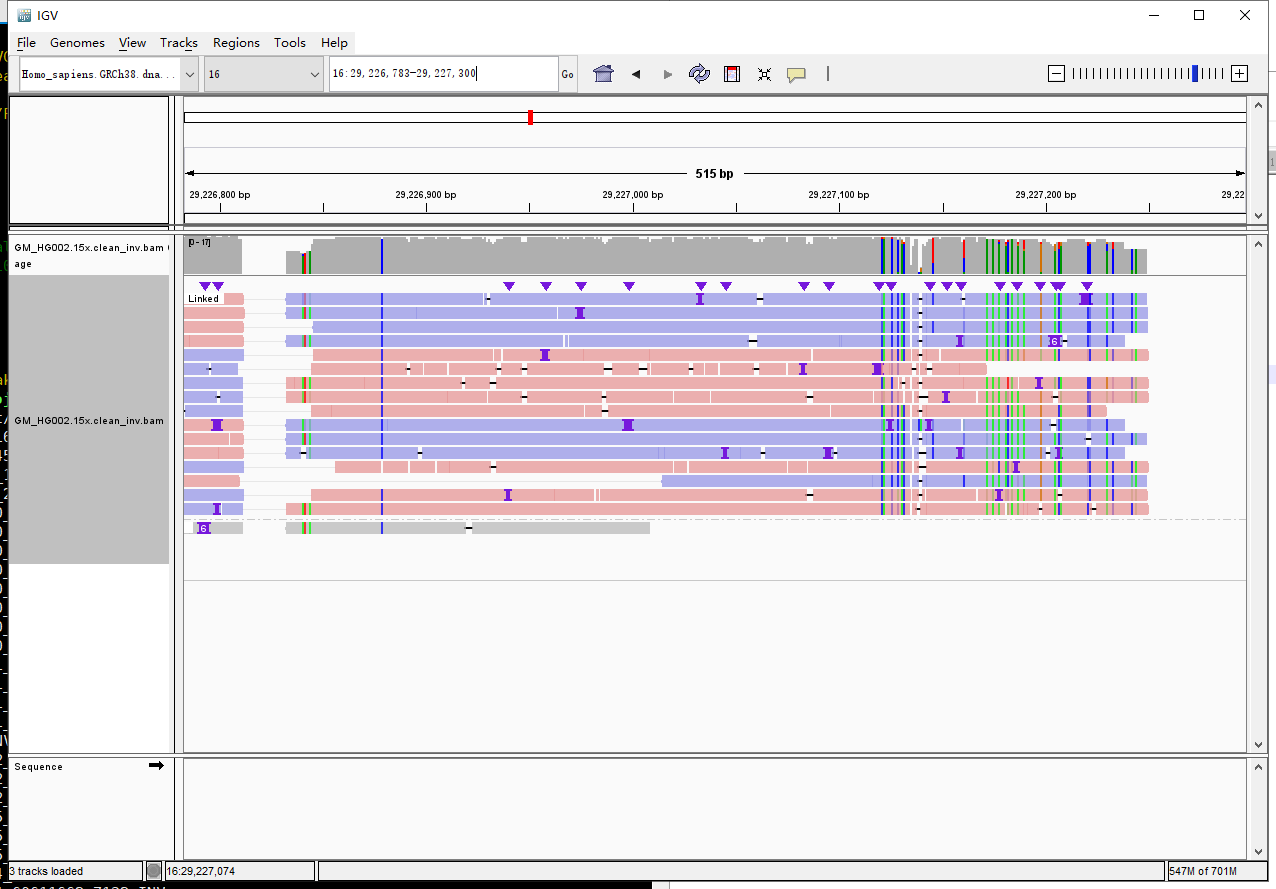 IGV
File Genomes View Tracks Regions Tools Help
Homo_sapiens.GRCh38.dna... 16 16:29,226,783-29,227,300 Go
515 bp
29,226,800 bp 29,226,900 bp 29,227,000 bp 29,227,100 bp 29,227,200 bp 29,22
GM_HG002.15x.clean_inv.bam
age
[0 - 17]
Linked
6
GM_HG002.15x.clean_inv.bam
6
Sequence
3 tracks loaded 16:29,227,074 547M of 701M